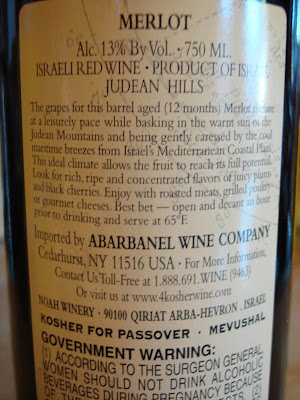 MERLOT
Alc. 13% By Vol. · 750 ML.
ISRAELI RED WINE · PRODUCT OF ISRAEL
JUDEAN HILLS
The grapes for this barrel aged (12 months) Merlot mature
at a leisurely pace while basking in the warm sun of the
Judean Mountains and being gently caressed by the cool
maritime breezes from Israel's Mediterranean Coastal Plain.
This ideal climate allows the fruit to reach its full potential.
Look for rich, ripe and concentrated flavors of juicy plums
and black cherries. Enjoy with roasted meats, grilled poultry
or gourmet cheeses. Best bet — open and decant an hour
prior to drinking and serve at 65°F.
Imported by ABARBANEL WINE COMPANY
Cedarhurst, NY 11516 USA · For More Information,
Contact Us Toll-Free at 1.888.691.WINE (9463)
Or visit us at www.4kosherwine.com
NOAH WINERY · 90100 QIRIAT ARBA-HEVRON . ISRAEL
KOSHER FOR PASSOVER · MEVUSHAL
GOVERNMENT WARNING:
(1) ACCORDING TO THE SURGEON GENERAL,
WOMEN SHOULD NOT DRINK ALCOHOLIC
BEVERAGES DURING PREGNANCY BECAUSE
OF THE